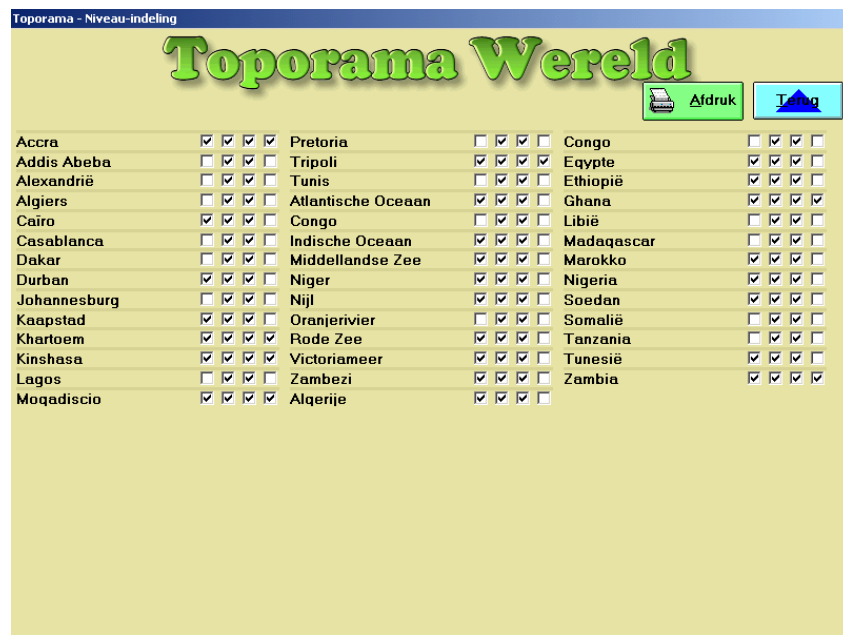 Toporama - Niveau-indeling
Toporama Wereld
Afdruk
Terug
Accra
Addis Abeba
Alexandrië
Algiers
Caïro
Casablanca
Dakar
Durban
Johannesburg
Kaapstad
Khartoem
Kinshasa
Lagos
Mogadiscio
Pretoria
Tripoli
Tunis
Atlantische Oceaan
Congo
Indische Oceaan
Middellandse Zee
Niger
Nijl
Oranjerivier
Rode Zee
Victoriameer
Zambezi
Algerije
Congo
Egypte
Ethiopië
Ghana
Libië
Madagascar
Marokko
Nigeria
Soedan
Somalië
Tanzania
Tunesië
Zambia